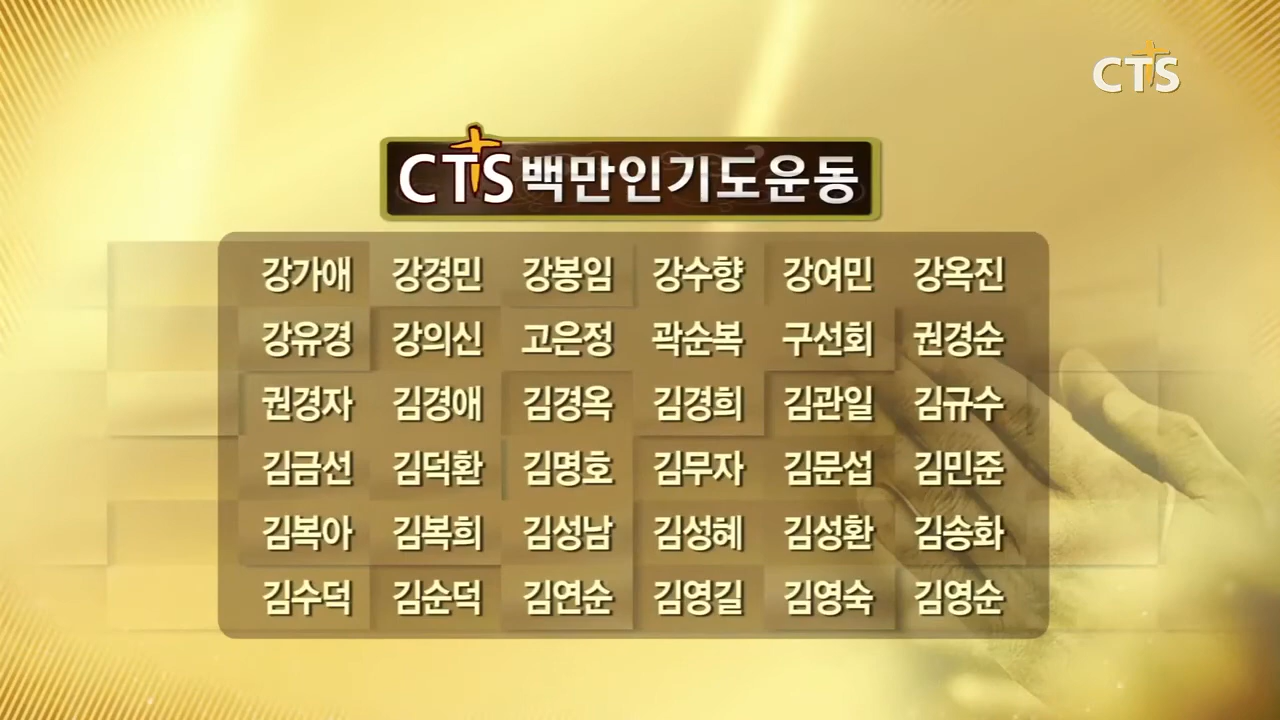 CTS
CTS백만인기도운동
강가애 강경민 강봉임 강수향 강여민 강옥진
강유경 강의신 고은정 곽순복 구선회 권경순
권경자 김경애 김경옥 김경희 김관일 김규수
김금선 김덕환 김명호 김무자 김문섭 김민준
김복아 김복희 김성남 김성혜 김성환 김송화
김수덕 김순덕 김연순 김영길 김영숙 김영순